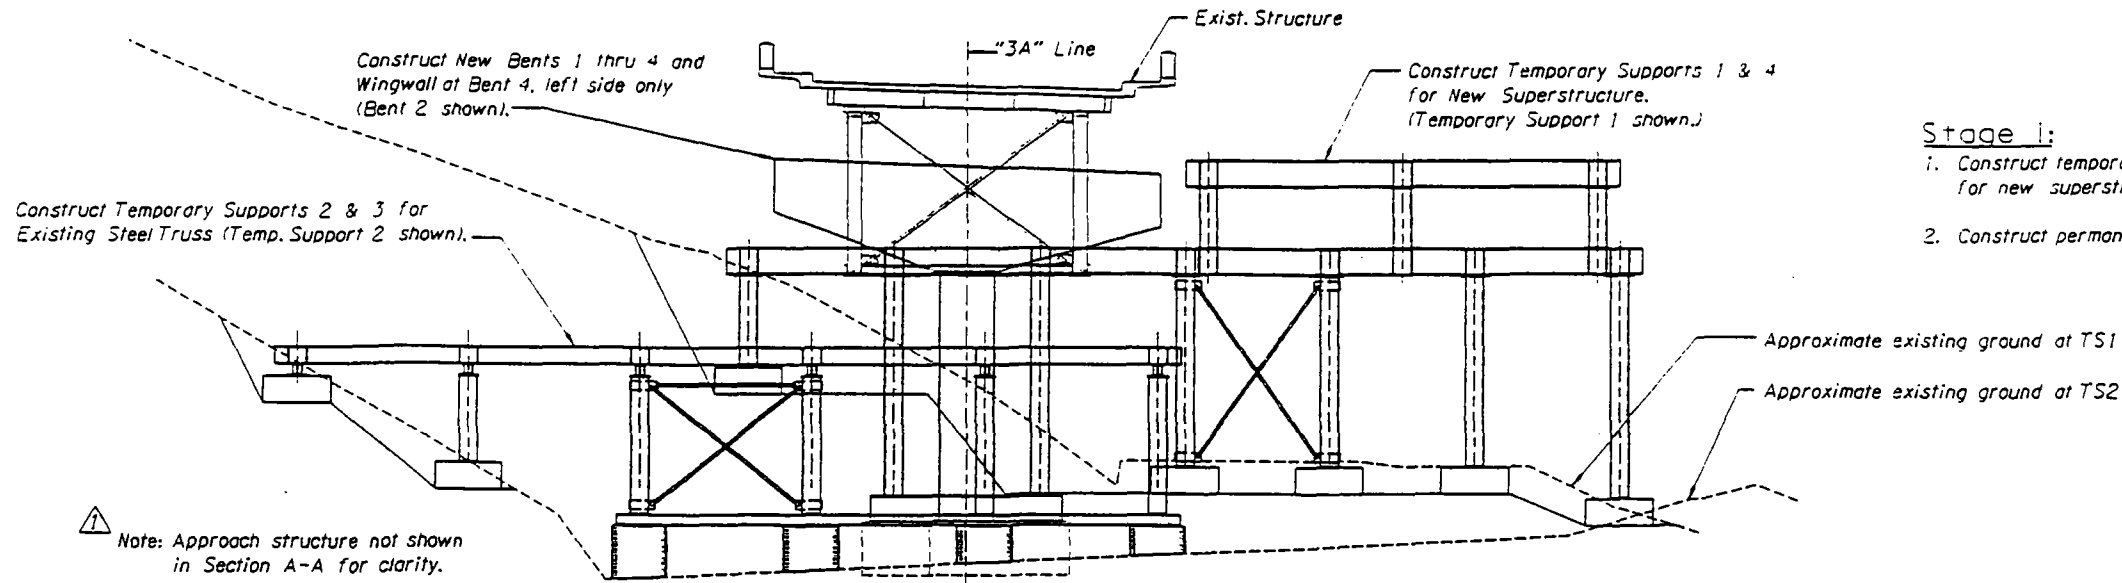 Exist. Structure
"3A" Line
Construct New Bents 1 thru 4 and
Wingwall at Bent 4, left side only
(Bent 2 shown).
Construct Temporary Supports 1 & 4
for New Superstructure.
(Temporary Support 1 shown.)
Stage 1:
1. Construct tempora
for new superst
2. Construct perman
Construct Temporary Supports 2 & 3 for
Existing Steel Truss (Temp. Support 2 shown).
Approximate existing ground at TS1
Approximate existing ground at TS2
1
Note: Approach structure not shown
in Section A-A for clarity.